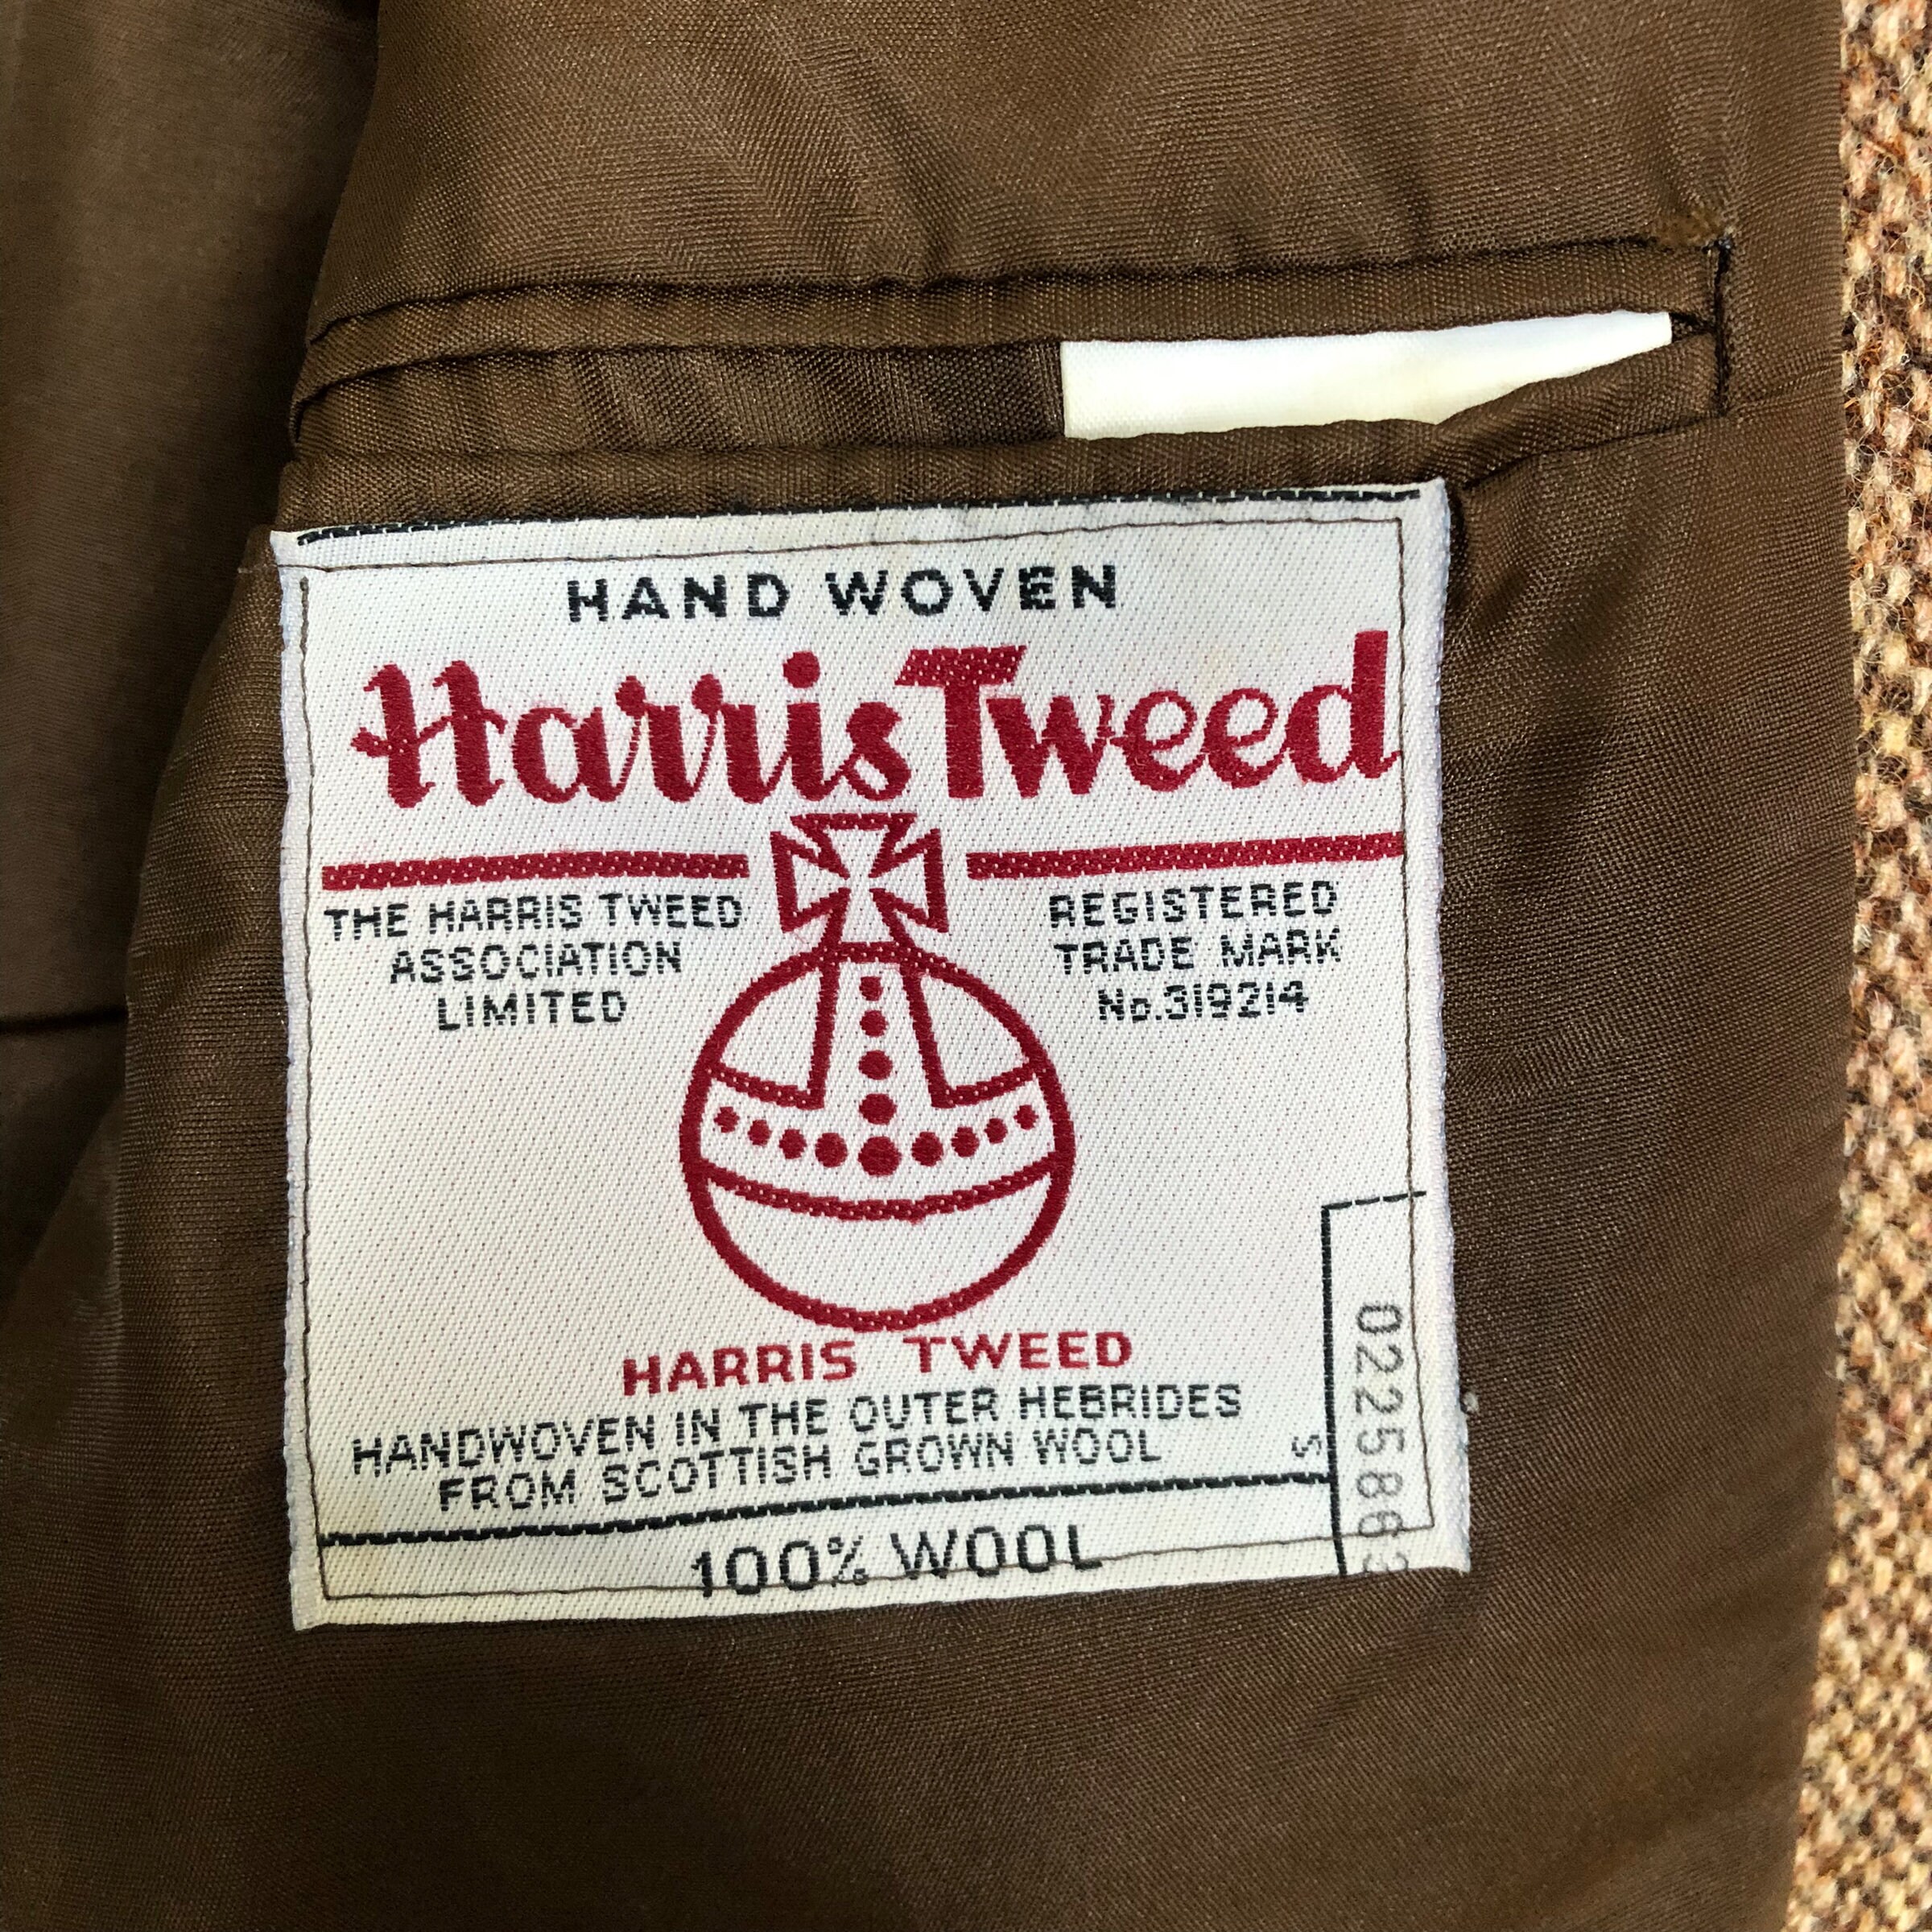 HAND WOVEN
Harris Tweed
THE HARRIS TWEED
ASSOCIATION
LIMITED
REGISTERED
TRADE MARK
No.319214
HARRIS TWEED
HANDWOVEN IN THE OUTER HEBRIDES
FROM SCOTTISH GROWN WOOL
S
100% WOOL
02258863